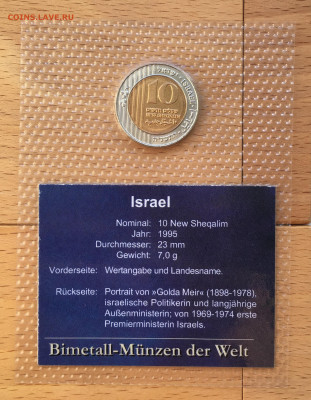 COINS.LAVE.RU
ISRAEL
10
Israel
Nominal: 10 New Sheqalim
Jahr: 1995
Durchmesser: 23 mm
Gewicht: 7,0 g
Vorderseite: Wertangabe und Landesname.
Rückseite: Portrait von »Golda Meir« (1898-1978),
israelische Politikerin und langjährige
Außenministerin; von 1969-1974 erste
Premierministerin Israels.
Bimetall-Münzen der Welt